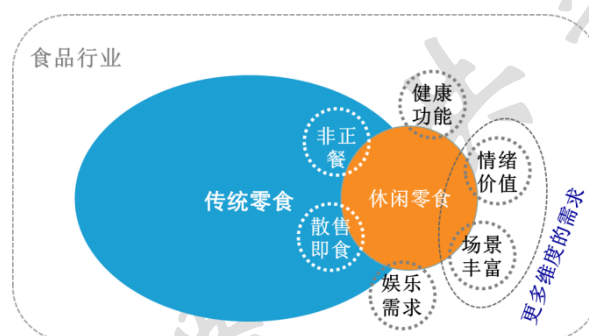 食品行业
健康
功能
非正
餐
情绪
价值
传统零食
休闲零食
散售
即食
场景
丰富
娱乐
需求
更多维度的需求